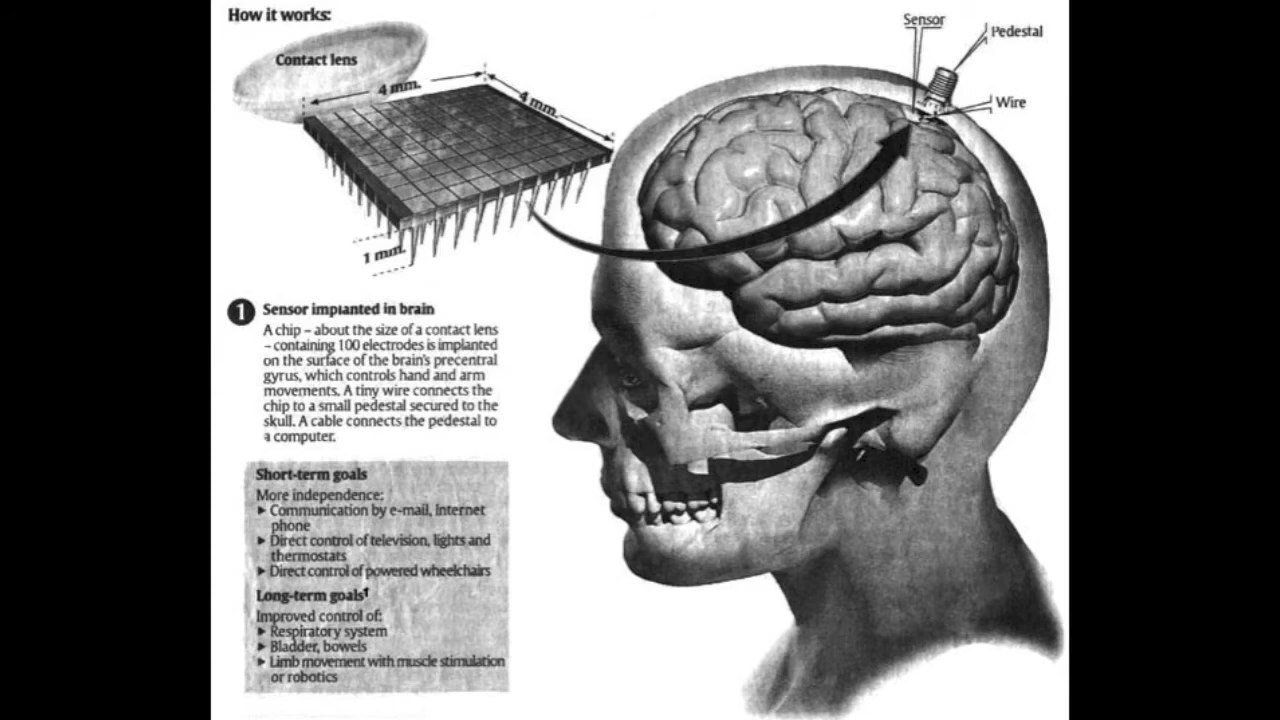 How it works:
Contact lens
4 mm.
4 mm.
1 mm.
Sensor
Pedestal
Wire
1 Sensor implanted in brain
A chip – about the size of a contact lens
– containing 100 electrodes is implanted
on the surface of the brain's precentral
gyrus, which controls hand and arm
movements. A tiny wire connects the
chip to a small pedestal secured to the
skull. A cable connects the pedestal to
a computer.
Short-term goals
More independence:
▶ Communication by e-mail, Internet
phone
▶ Direct control of television, lights and
thermostats
▶ Direct control of powered wheelchairs
Long-term goals¹
Improved control of:
▶ Respiratory system
▶ Bladder, bowels
▶ Limb movement with muscle stimulation
or robotics